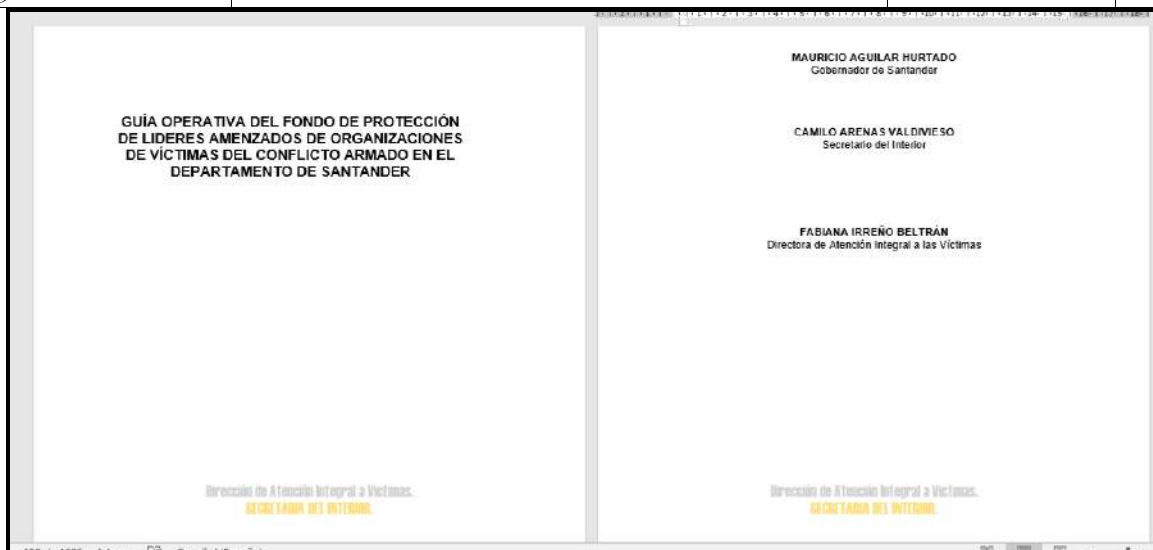 GUÍA OPERATIVA DEL FONDO DE PROTECCIÓN
DE LIDERES AMENZADOS DE ORGANIZACIONES
DE VÍCTIMAS DEL CONFLICTO ARMADO EN EL
DEPARTAMENTO DE SANTANDER
Dirección de Atención Integral a Victimas.
SECRETARIA DEL INTERIOR.
MAURICIO AGUILAR HURTADO
Gobernador de Santander
CAMILO ARENAS VALDIVIESO
Secretario del Interior
FABIANA IRREÑO BELTRÁN
Directora de Atención Integral a las Víctimas
Dirección de Atención Integral a Victimas.
SECRETARIA DEL INTERIOR.